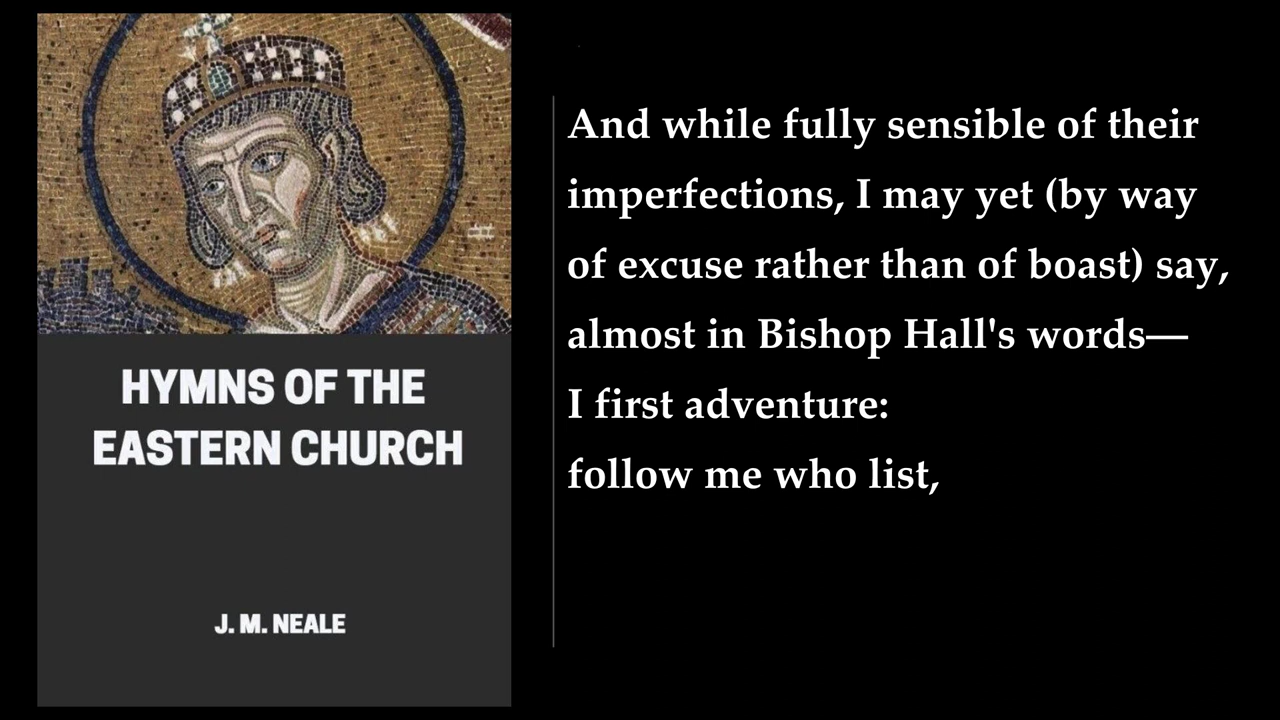 HYMNS OF THE
EASTERN CHURCH
J. M. NEALE
And while fully sensible of their
imperfections, I may yet (by way
of excuse rather than of boast) say,
almost in Bishop Hall's words—
I first adventure:
follow me who list,